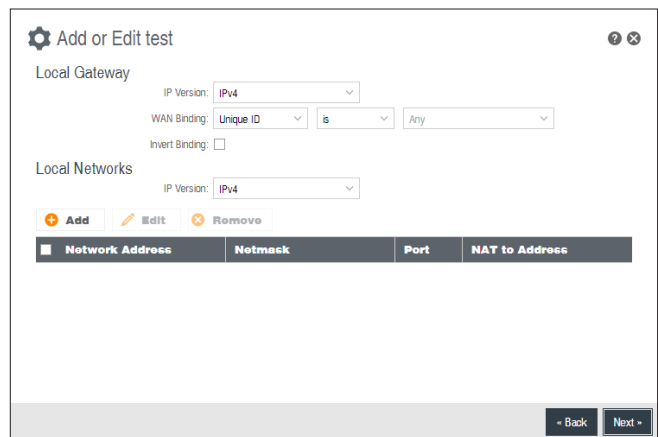 Add or Edit test
Local Gateway
IP Version: IPv4
WAN Binding: Unique ID is Any
Invert Binding:
Local Networks
IP Version: IPv4
Add Edit Remove
Network Address Netmask Port NAT to Address
« Back Next »